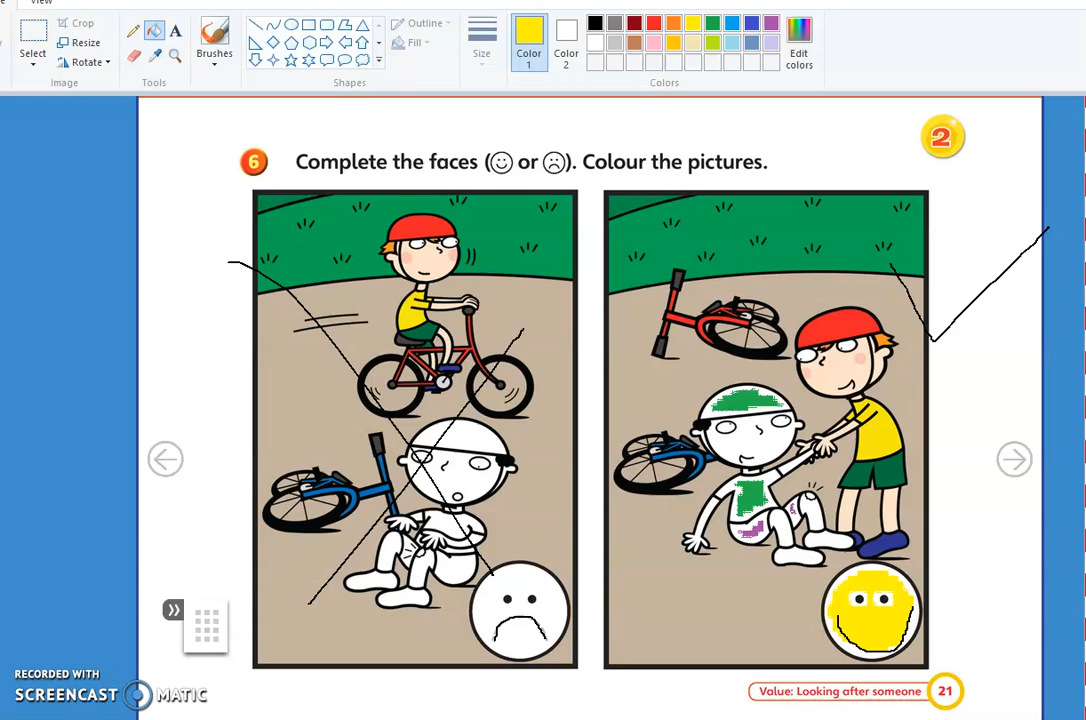 View
Select
Crop
Resize
Rotate
Image
A
Tools
Brushes
Shapes
Outline
Fill
Size
Color
1
Color
2
Edit
colors
Colors
2
6 Complete the faces (☺ or ☹). Colour the pictures.
Value: Looking after someone 21
RECORDED WITH
SCREENCAST MATIC